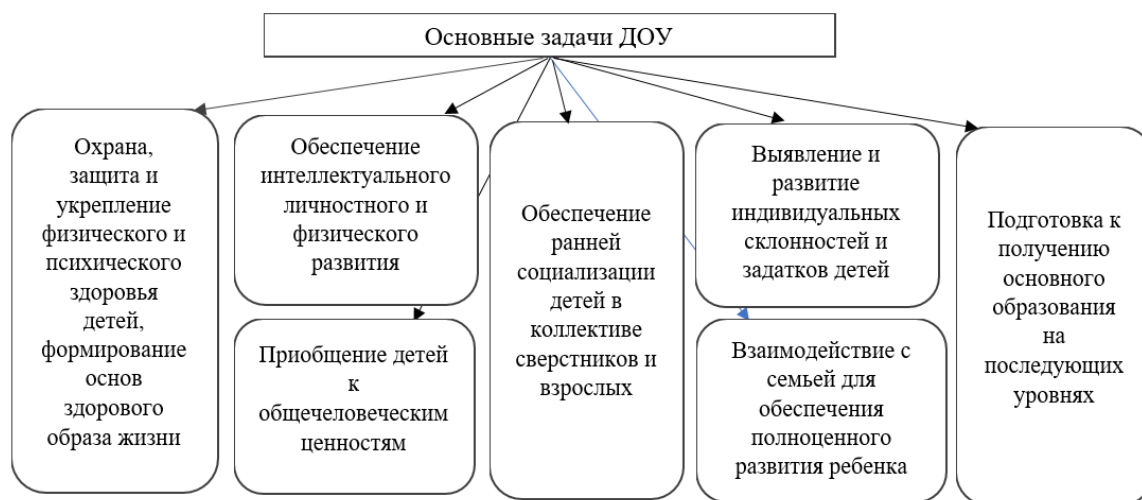 Основные задачи ДОУ
Охрана,
защита и
укрепление
физического и
психического
здоровья
детей,
формирование
основ
здорового
образа жизни
Обеспечение
интеллектуального
личностного и
физического
развития
Приобщение детей
к
общечеловеческим
ценностям
Обеспечение
ранней
социализации
детей в
коллективе
сверстников и
взрослых
Выявление и
развитие
индивидуальных
склонностей и
задатков детей
Взаимодействие с
семьей для
обеспечения
полноценного
развития ребенка
Подготовка к
получению
основного
образования
на
последующих
уровнях